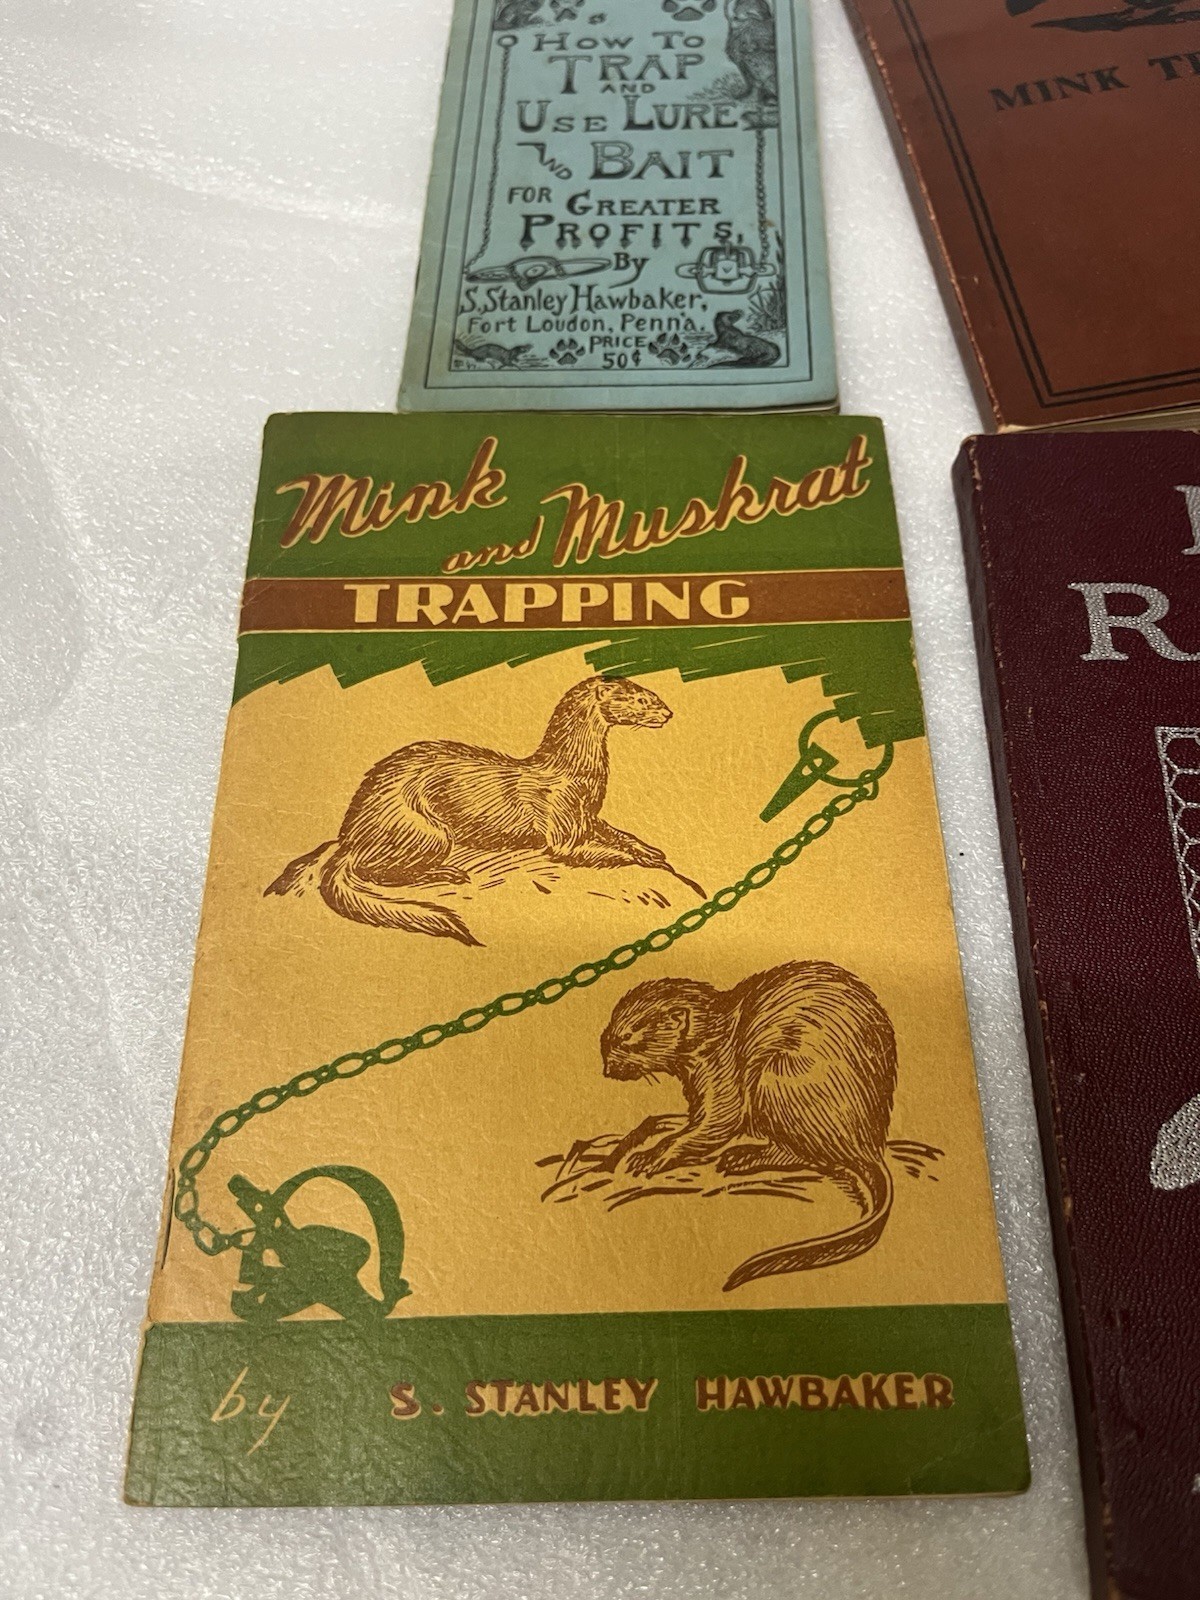 How To
TRAP
AND
USE LURE
AND BAIT
FOR GREATER
PROFITS,
By
S. Stanley Hawbaker,
Fort Loudon, Penn'a.
PRICE
50¢
MINK
Mink
and Muskrat
TRAPPING
by S. STANLEY HAWBAKER